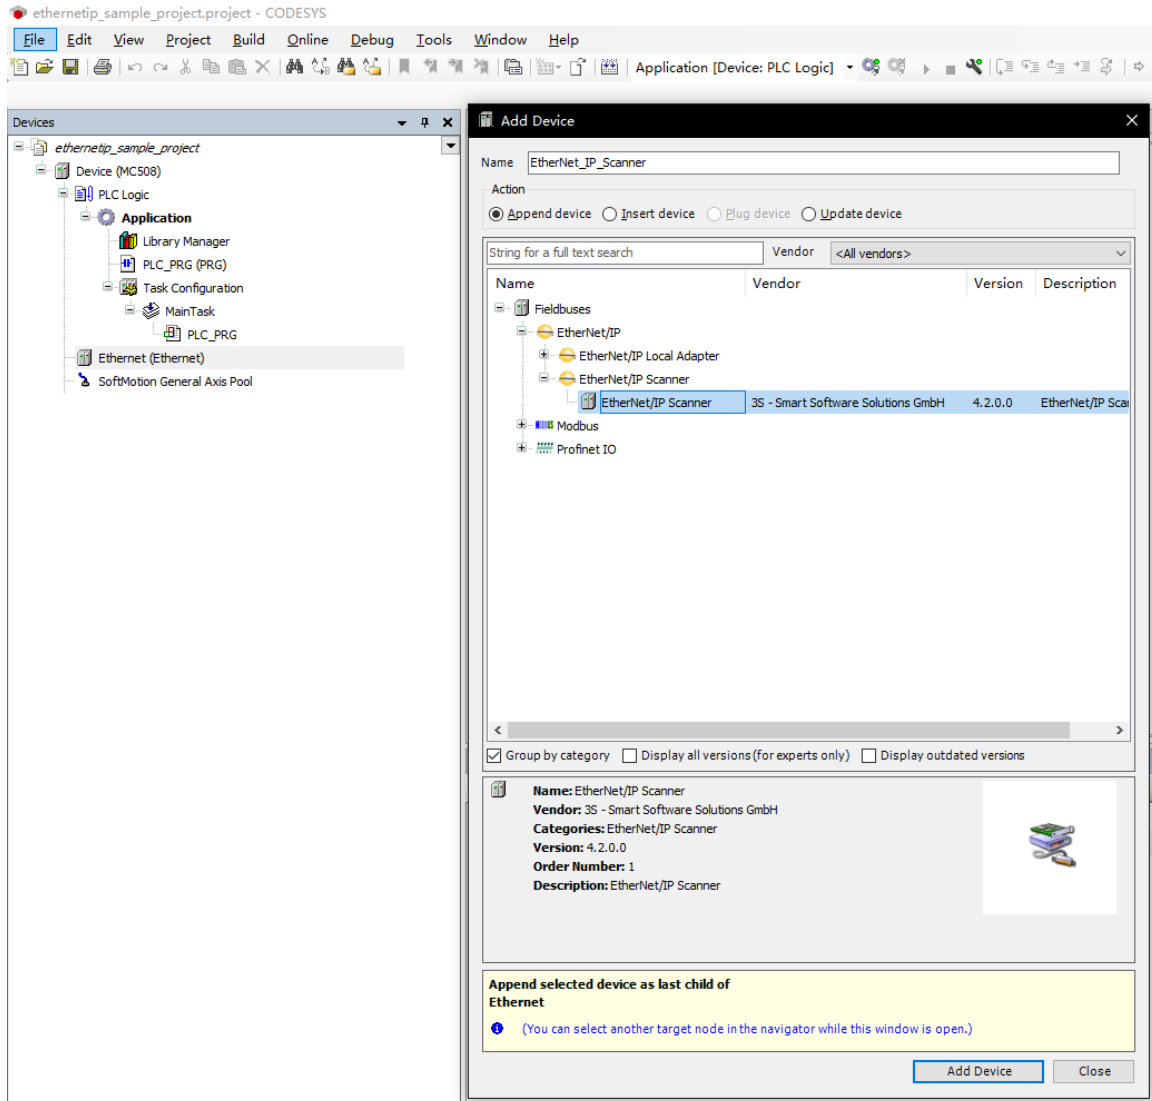 ethernetip_sample_project.project - CODESYS
File Edit View Project Build Online Debug Tools Window Help
Application [Device: PLC Logic]
Devices
ethernetip_sample_project
Device (MC508)
PLC Logic
Application
Library Manager
PLC_PRG (PRG)
Task Configuration
MainTask
PLC_PRG
Ethernet (Ethernet)
SoftMotion General Axis Pool
Add Device
Name EtherNet_IP_Scanner
Action
Append device Insert device Plug device Update device
String for a full text search Vendor <All vendors>
Name Vendor Version Description
Fieldbuses
EtherNet/IP
EtherNet/IP Local Adapter
EtherNet/IP Scanner
EtherNet/IP Scanner 3S - Smart Software Solutions GmbH 4.2.0.0 EtherNet/IP Scan
Modbus
Profinet IO
Group by category Display all versions (for experts only) Display outdated versions
Name: EtherNet/IP Scanner
Vendor: 3S - Smart Software Solutions GmbH
Categories: EtherNet/IP Scanner
Version: 4.2.0.0
Order Number: 1
Description: EtherNet/IP Scanner
Append selected device as last child of
Ethernet
(You can select another target node in the navigator while this window is open.)
Add Device Close